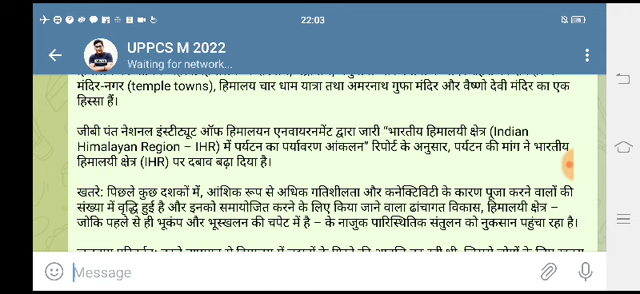 22:03
UPPCS M 2022
Waiting for network...
मंदिर-नगर (temple towns), हिमालय चार धाम यात्रा तथा अमरनाथ गुफा मंदिर और वैष्णो देवी मंदिर का एक
हिस्सा हैं।
जीबी पंत नेशनल इंस्टीट्यूट ऑफ हिमालयन एनवायरनमेंट द्वारा जारी “भारतीय हिमालयी क्षेत्र (Indian
Himalayan Region – IHR) में पर्यटन का पर्यावरण आंकलन” रिपोर्ट के अनुसार, पर्यटन की मांग ने भारतीय
हिमालयी क्षेत्र (IHR) पर दबाव बढ़ा दिया है।
खतरे: पिछले कुछ दशकों में, आंशिक रूप से अधिक गतिशीलता और कनेक्टिविटी के कारण पूजा करने वालों की
संख्या में वृद्धि हुई है और इनको समायोजित करने के लिए किया जाने वाला ढांचागत विकास, हिमालयी क्षेत्र –
जोकि पहले से ही भूकंप और भूस्खलन की चपेट में है – के नाजुक पारिस्थितिक संतुलन को नुकसान पहुंचा रहा है।
Message